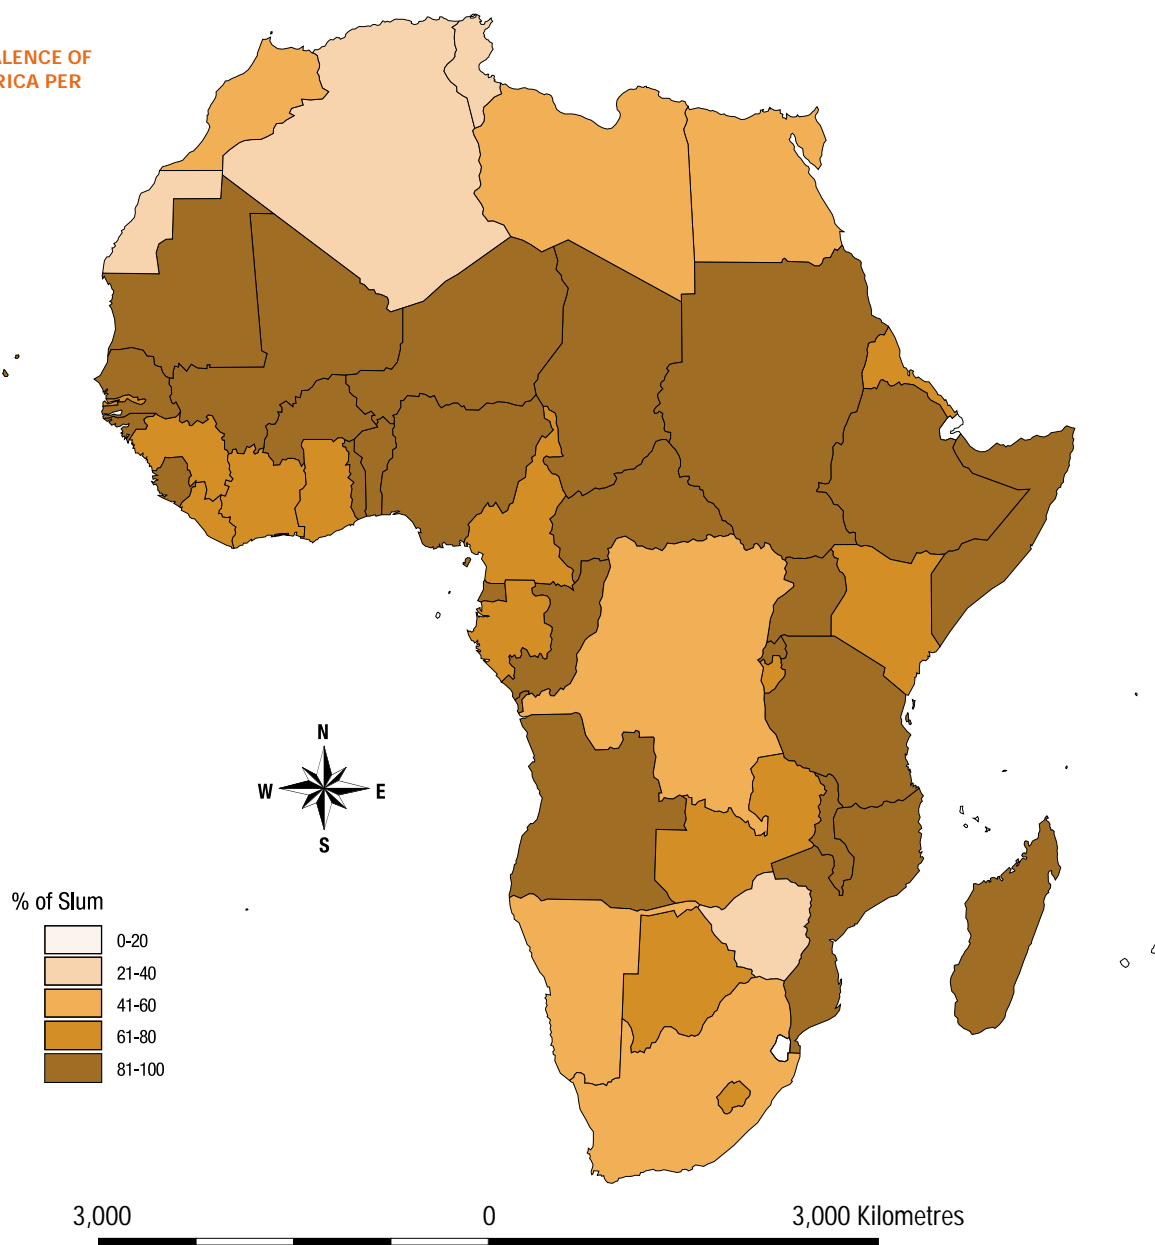 ALENCE OF
RICA PER
N
W
E
S
% of Slum
0-20
21-40
41-60
61-80
81-100
3,000
0
3,000 Kilometres